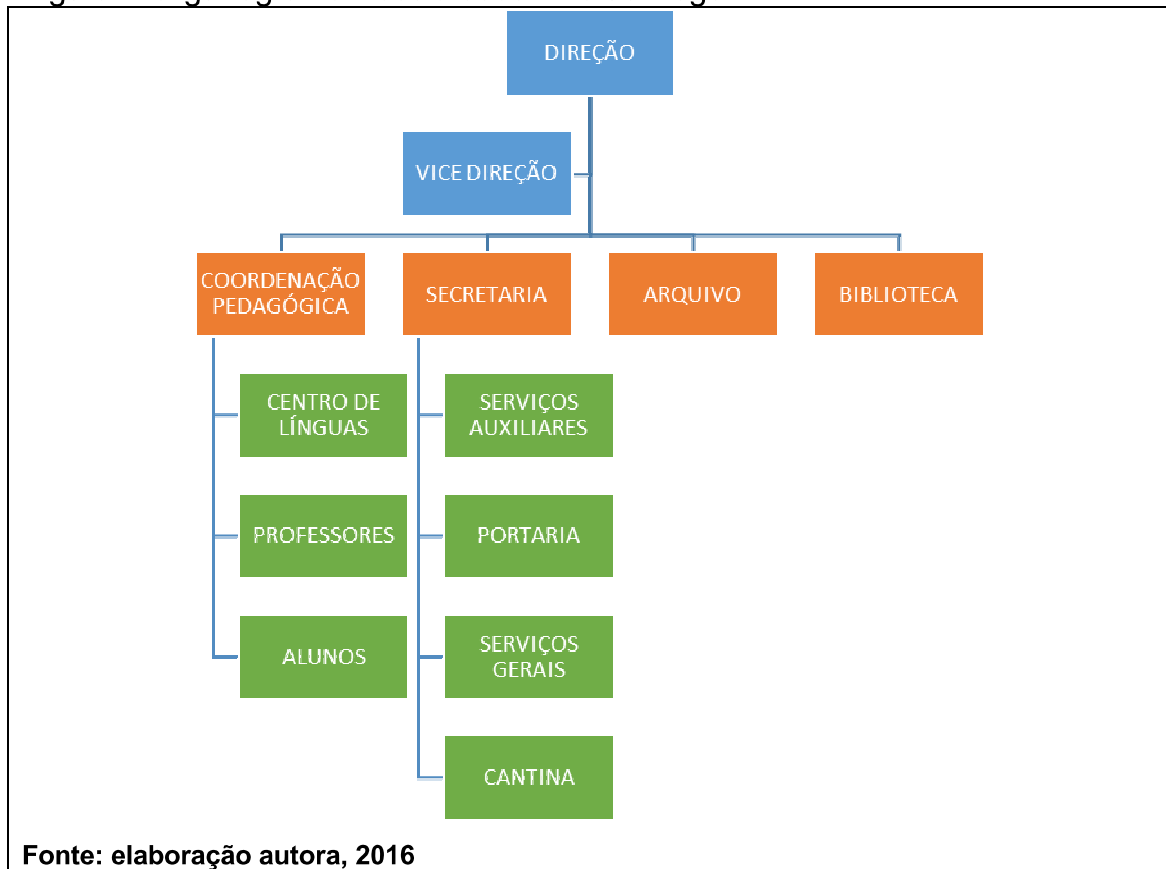 DIREÇÃO
VICE DIREÇÃO
COORDENAÇÃO
PEDAGÓGICA
SECRETARIA
ARQUIVO
BIBLIOTECA
CENTRO DE
LÍNGUAS
SERVIÇOS
AUXILIARES
PROFESSORES
PORTARIA
ALUNOS
SERVIÇOS
GERAIS
CANTINA
Fonte: elaboração autora, 2016